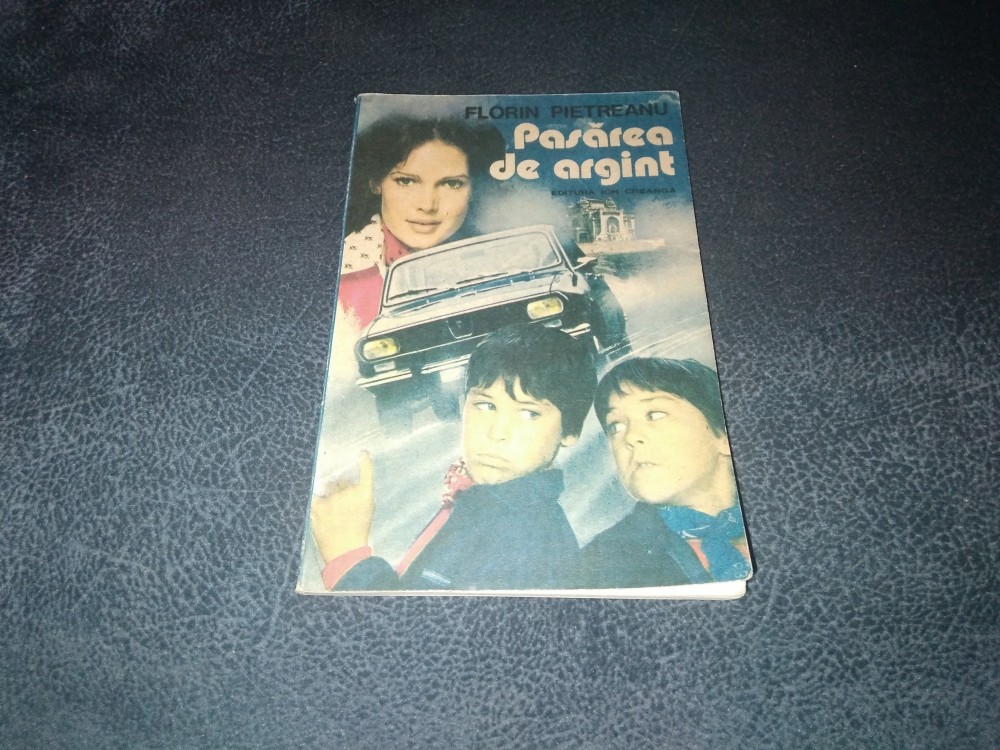 FLORIN PIETREANU
Pasărea
de argint
EDITURA ION CREANGĂ